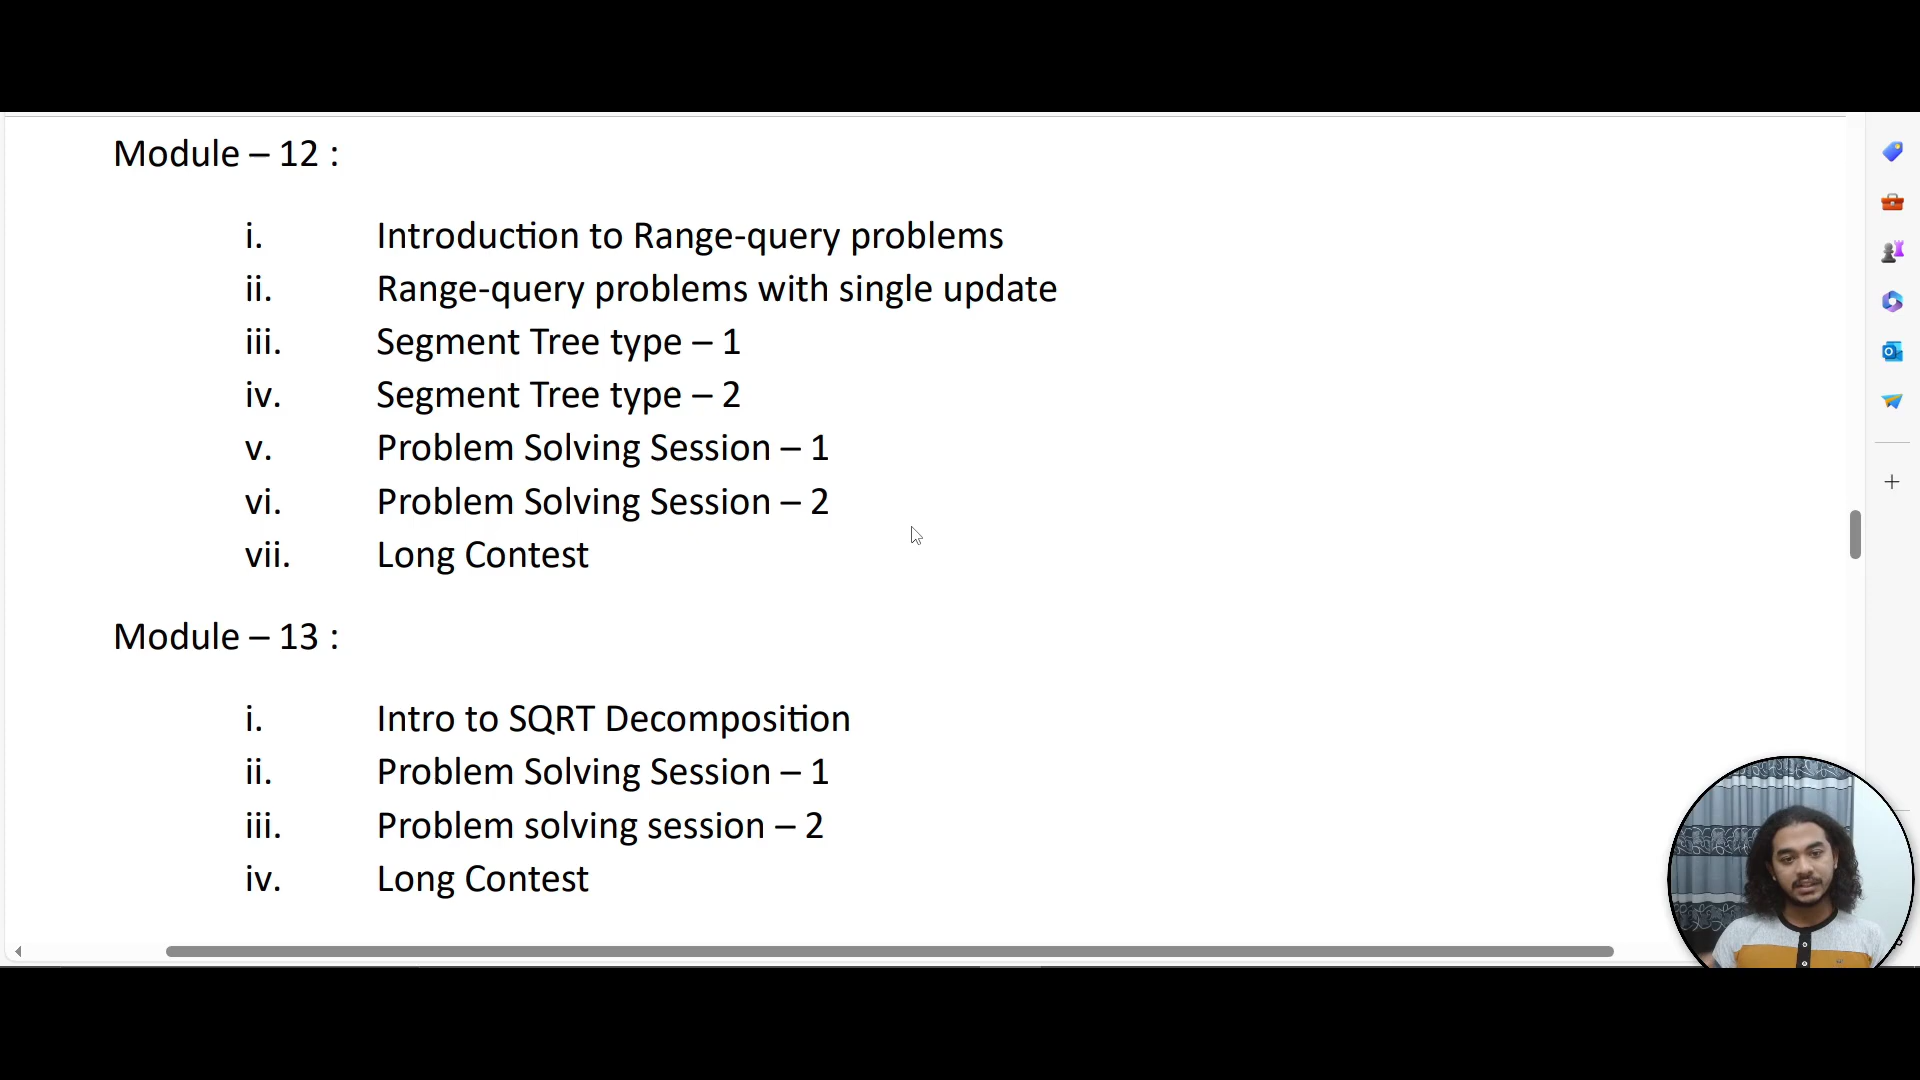 Module – 12 :
i. Introduction to Range-query problems
ii. Range-query problems with single update
iii. Segment Tree type – 1
iv. Segment Tree type – 2
v. Problem Solving Session – 1
vi. Problem Solving Session – 2
vii. Long Contest
Module – 13 :
i. Intro to SQRT Decomposition
ii. Problem Solving Session – 1
iii. Problem solving session – 2
iv. Long Contest